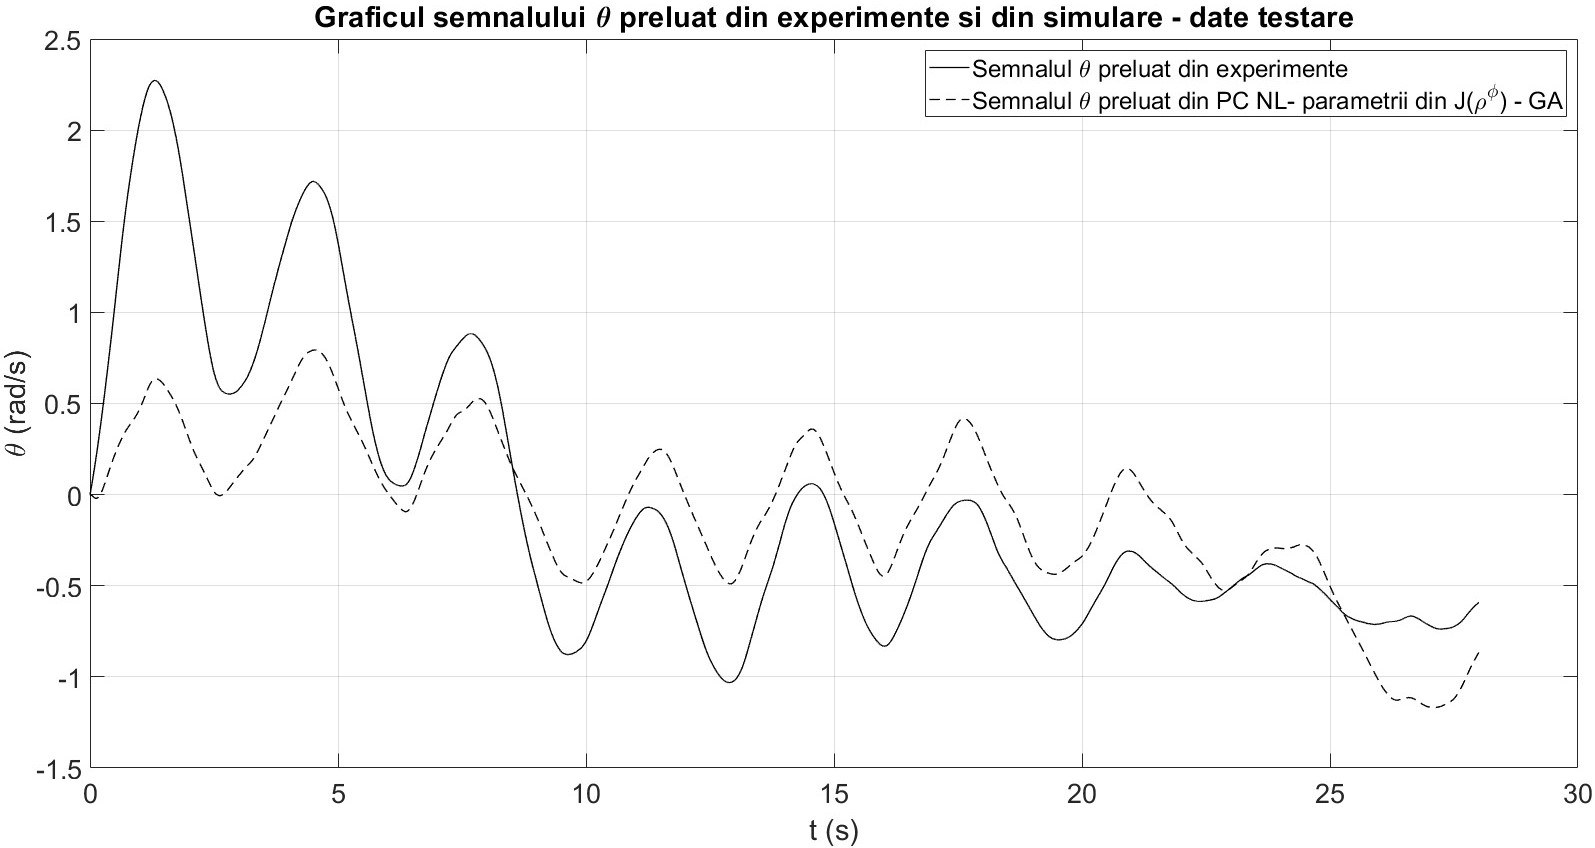 Graficul semnalului θ preluat din experimente si din simulare - date testare
Semnalul θ preluat din experimente
Semnalul θ preluat din PC NL- parametrii din J(ρ^ϕ) - GA
θ (rad/s)
2.5
2
1.5
1
0.5
0
-0.5
-1
-1.5
0 5 10 15 20 25 30
t (s)